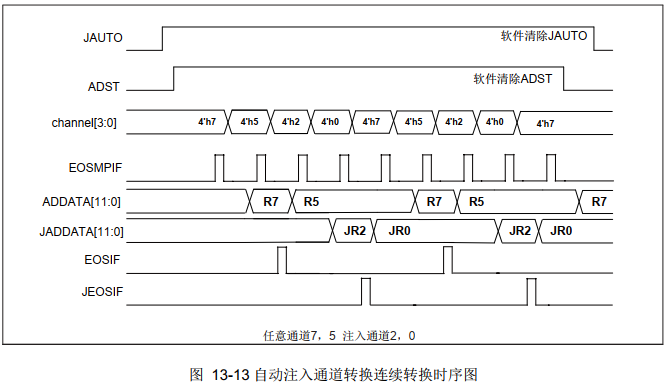 JAUTO 软件清除JAUTO
ADST 软件清除ADST
channel[3:0] 4'h7 4'h5 4'h2 4'h0 4'h7 4'h5 4'h2 4'h0 4'h7
EOSMPIF
ADDATA[11:0] R7 R5 R7 R5 R7
JADDATA[11:0] JR2 JR0 JR2 JR0
EOSIF
JEOSIF
任意通道7，5 注入通道2，0
图 13-13 自动注入通道转换连续转换时序图